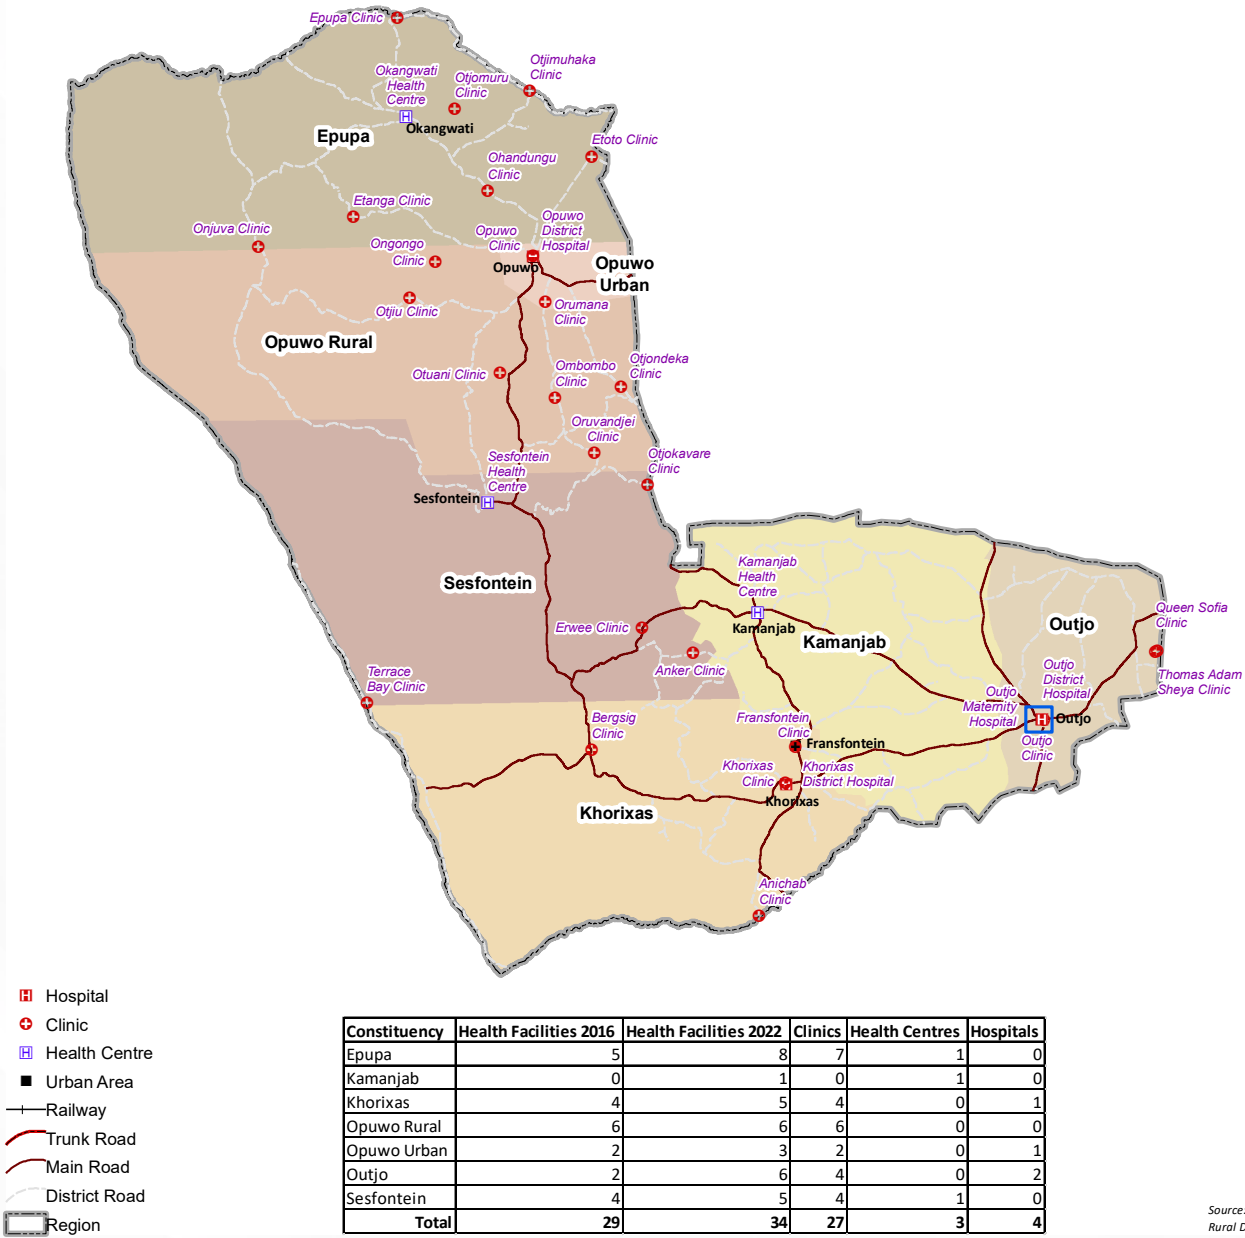 Epupa Clinic
Otjimuhaka
Clinic
Okangwati
Health
Centre
Otjomuru
Clinic
Okangwati
Epupa
Etoto Clinic
Ohandungu
Clinic
Etanga Clinic
Onjuva Clinic
Opuwo
District
Hospital
Opuwo
Clinic
Ongongo
Clinic
Opuwo
Opuwo
Urban
Otjiu Clinic
Orumana
Clinic
Opuwo Rural
Otuani Clinic
Ombombo
Clinic
Otjondeka
Clinic
Oruvandjei
Clinic
Otjokavare
Clinic
Sesfontein
Health
Centre
Sesfontein
Sesfontein
Kamanjab
Health
Centre
Kamanjab
Kamanjab
Erwee Clinic
Anker Clinic
Queen Sofia
Clinic
Outjo
Thomas Adam
Sheya Clinic
Outjo
District
Hospital
Outjo
Maternity
Hospital
Outjo
Outjo
Clinic
Terrace
Bay Clinic
Bergsig
Clinic
Fransfontein
Clinic
Fransfontein
Khorixas
Clinic
Khorixas
District Hospital
Khorixas
Khorixas
Anichab
Clinic
Hospital
Clinic
Health Centre
Urban Area
Railway
Trunk Road
Main Road
District Road
Region
Constituency Health Facilities 2016 Health Facilities 2022 Clinics Health Centres Hospitals
Epupa 5 8 7 1 0
Kamanjab 0 1 0 1 0
Khorixas 4 5 4 0 1
Opuwo Rural 6 6 6 0 0
Opuwo Urban 2 3 2 0 1
Outjo 2 6 4 0 2
Sesfontein 4 5 4 1 0
Total 29 34 27 3 4
Source:
Rural D